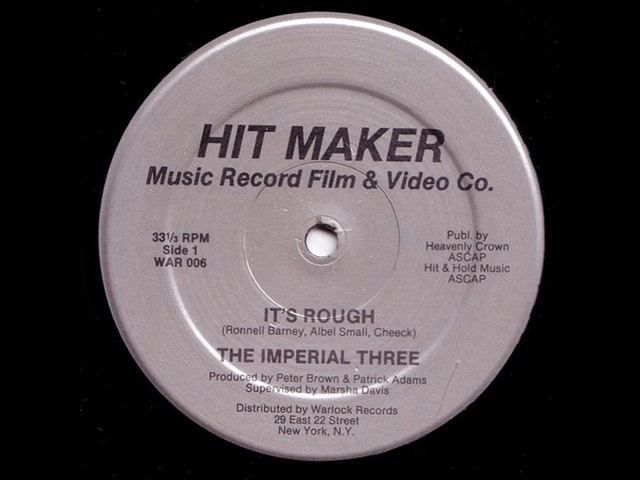 HIT MAKER
Music Record Film & Video Co.
33 1/3 RPM
Side 1
WAR 006
Publ. by
Heavenly Crown
ASCAP
Hit & Hold Music
ASCAP
IT'S ROUGH
(Ronnell Barney, Albel Small, Cheeck)
THE IMPERIAL THREE
Produced by Peter Brown & Patrick Adams
Supervised by Marsha Davis
Distributed by Warlock Records
29 East 22 Street
New York, N.Y.